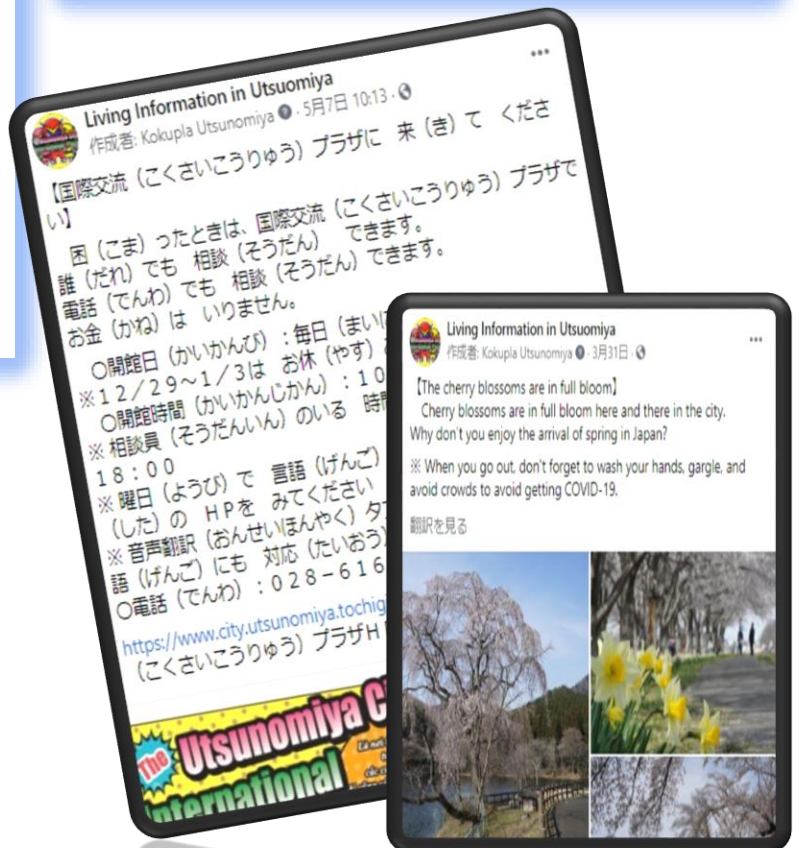 Living Information in Utsuomiya
作成者: Kokupla Utsunomiya · 5月7日 10:13 ·
【国際交流（こくさいこうりゅう）プラザに　来（き）て　くださ
い】
困（こま）ったときは、国際交流（こくさいこうりゅう）プラザで
誰（だれ）でも　相談（そうだん）　できます。
電話（でんわ）でも　相談（そうだん）できます。
お金（かね）は　いりません。
○開館日（かいかんび）：毎日（まいに
※１２／２９～１／３は　お休（やす）
○開館時間（かいかんじかん）：１０
※ 相談員（そうだんいん）のいる　時
１８：００
※ 曜日（ようび）で　言語（げんご）
（した）の　ＨＰを　みてください
※ 音声翻訳（おんせいほんやく）タブ
語（げんご）にも　対応（たいおう）
○電話（でんわ）：０２８－６１６
https://www.city.utsunomiya.tochig
（こくさいこうりゅう）プラザＨ
The Utsunomiya C
International
Living Information in Utsuomiya
作成者: Kokupla Utsunomiya · 3月31日 ·
【The cherry blossoms are in full bloom】
Cherry blossoms are in full bloom here and there in the city.
Why don't you enjoy the arrival of spring in Japan?
※ When you go out, don't forget to wash your hands, gargle, and
avoid crowds to avoid getting COVID-19.
翻訳を見る